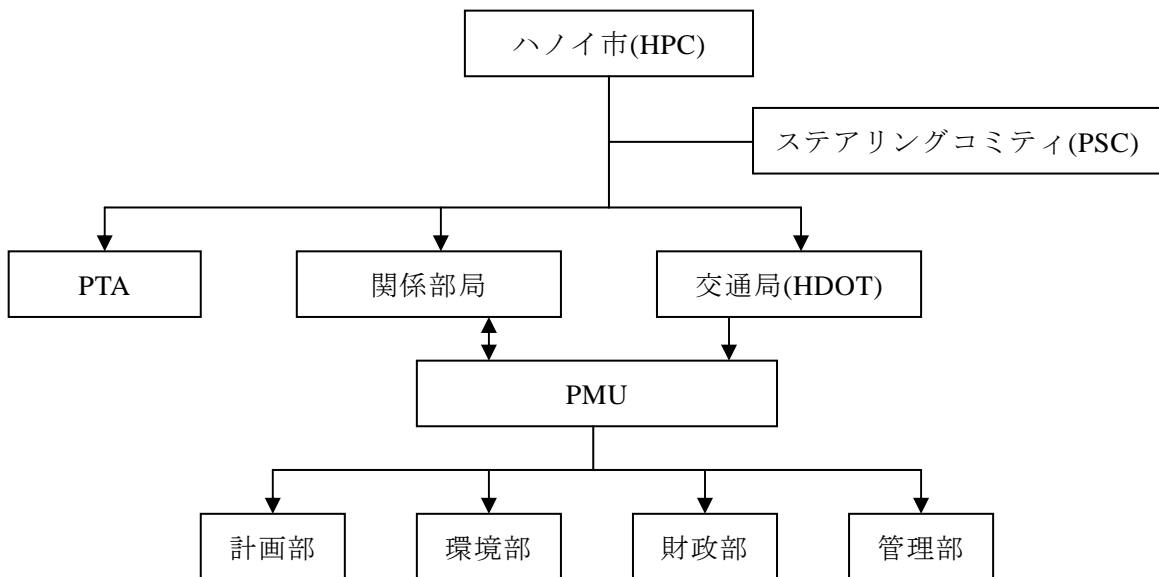 ハノイ市(HPC)
ステアリングコミティ(PSC)
PTA
関係部局
交通局(HDOT)
PMU
計画部
環境部
財政部
管理部